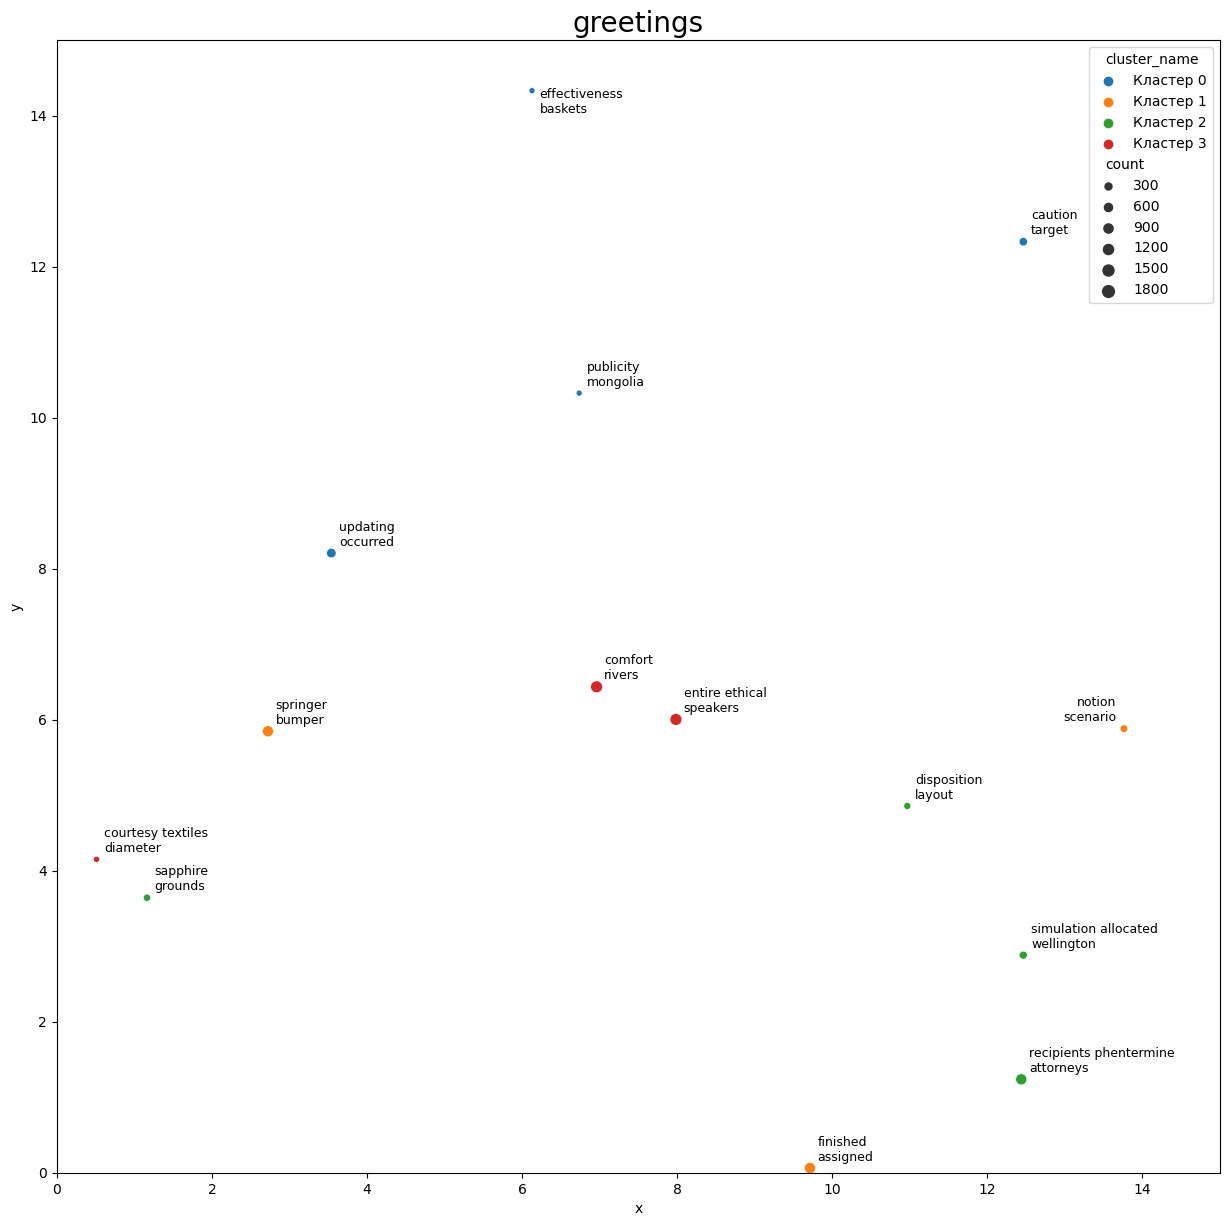 greetings
cluster_name
Кластер 0
Кластер 1
Кластер 2
Кластер 3
count
300
600
900
1200
1500
1800
effectiveness
baskets
caution
target
publicity
mongolia
updating
occurred
comfort
rivers
entire ethical
speakers
springer
bumper
notion
scenario
disposition
layout
courtesy textiles
diameter
sapphire
grounds
simulation allocated
wellington
recipients phentermine
attorneys
finished
assigned
y
14
12
10
8
6
4
2
0
0 2 4 6 8 10 12 14
x